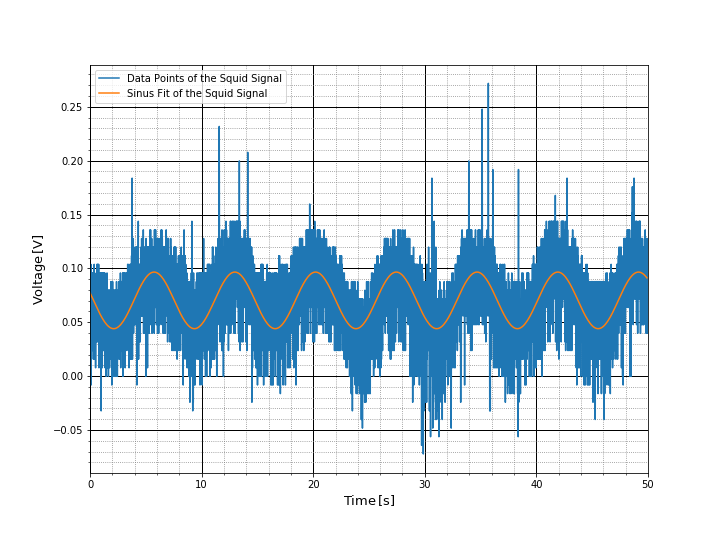 Data Points of the Squid Signal
Sinus Fit of the Squid Signal
0.25
0.20
0.15
0.10
0.05
0.00
−0.05
Voltage [V]
0 10 20 30 40 50
Time [s]